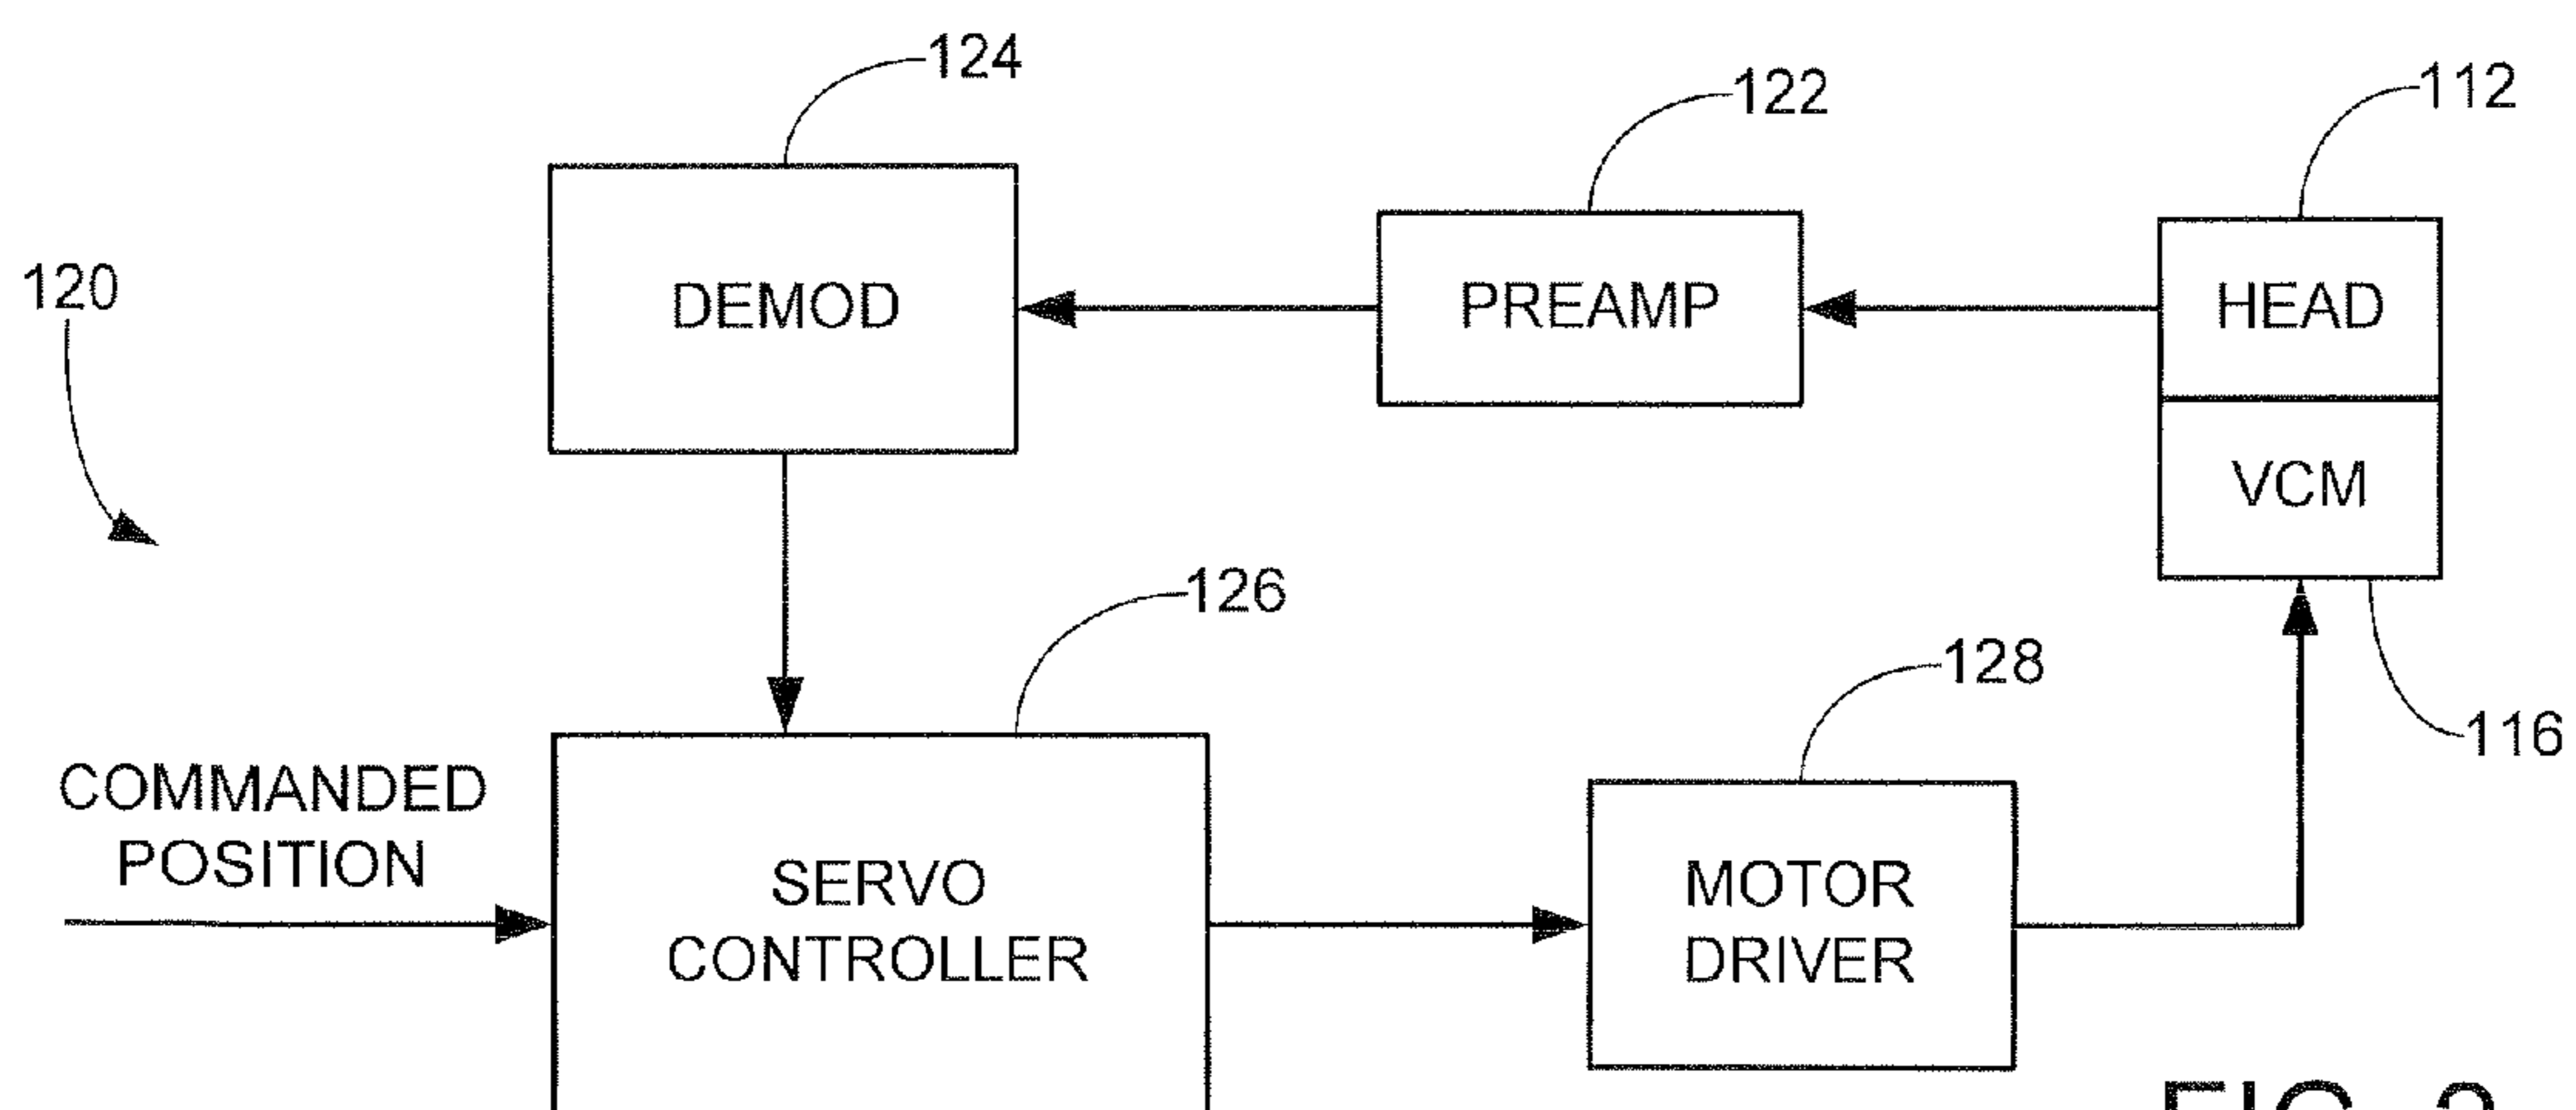 124
122
112
120
DEMOD
PREAMP
HEAD
VCM
126
128
116
COMMANDED
POSITION
SERVO
CONTROLLER
MOTOR
DRIVER